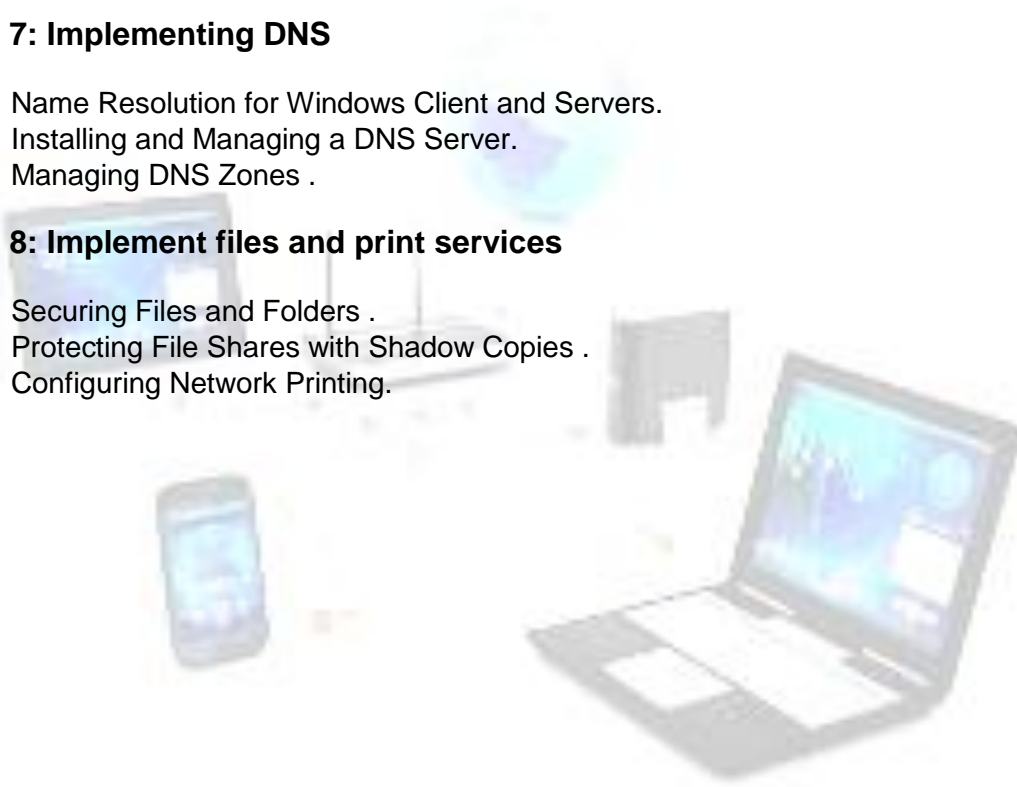 7: Implementing DNS
Name Resolution for Windows Client and Servers.
Installing and Managing a DNS Server.
Managing DNS Zones .
8: Implement files and print services
Securing Files and Folders .
Protecting File Shares with Shadow Copies .
Configuring Network Printing.